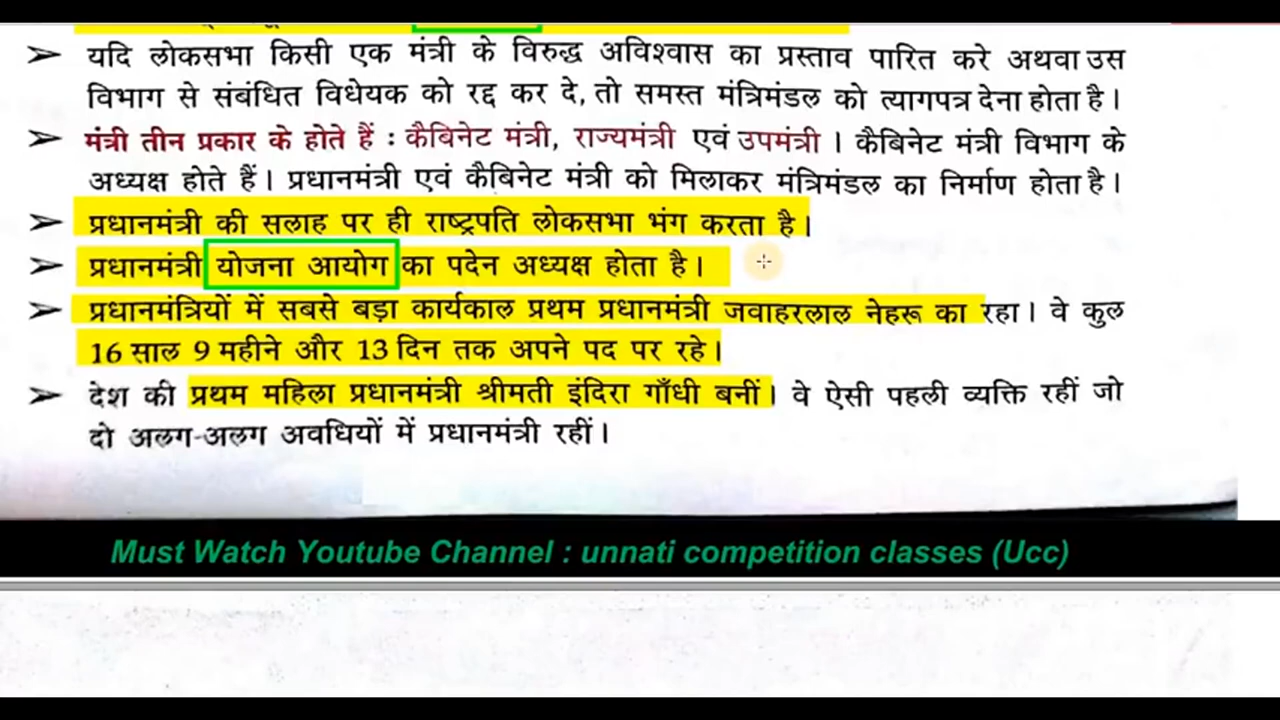 ➤ यदि लोकसभा किसी एक मंत्री के विरुद्ध अविश्वास का प्रस्ताव पारित करे अथवा उस
विभाग से संबंधित विधेयक को रद्द कर दे, तो समस्त मंत्रिमंडल को त्यागपत्र देना होता है।
➤ मंत्री तीन प्रकार के होते हैं : कैबिनेट मंत्री, राज्यमंत्री एवं उपमंत्री । कैबिनेट मंत्री विभाग के
अध्यक्ष होते हैं। प्रधानमंत्री एवं कैबिनेट मंत्री को मिलाकर मंत्रिमंडल का निर्माण होता है।
➤ प्रधानमंत्री की सलाह पर ही राष्ट्रपति लोकसभा भंग करता है।
➤ प्रधानमंत्री योजना आयोग का पदेन अध्यक्ष होता है।
➤ प्रधानमंत्रियों में सबसे बड़ा कार्यकाल प्रथम प्रधानमंत्री जवाहरलाल नेहरू का रहा। वे कुल
16 साल 9 महीने और 13 दिन तक अपने पद पर रहे।
➤ देश की प्रथम महिला प्रधानमंत्री श्रीमती इंदिरा गाँधी बनीं। वे ऐसी पहली व्यक्ति रहीं जो
दो अलग-अलग अवधियों में प्रधानमंत्री रहीं।
Must Watch Youtube Channel : unnati competition classes (Ucc)